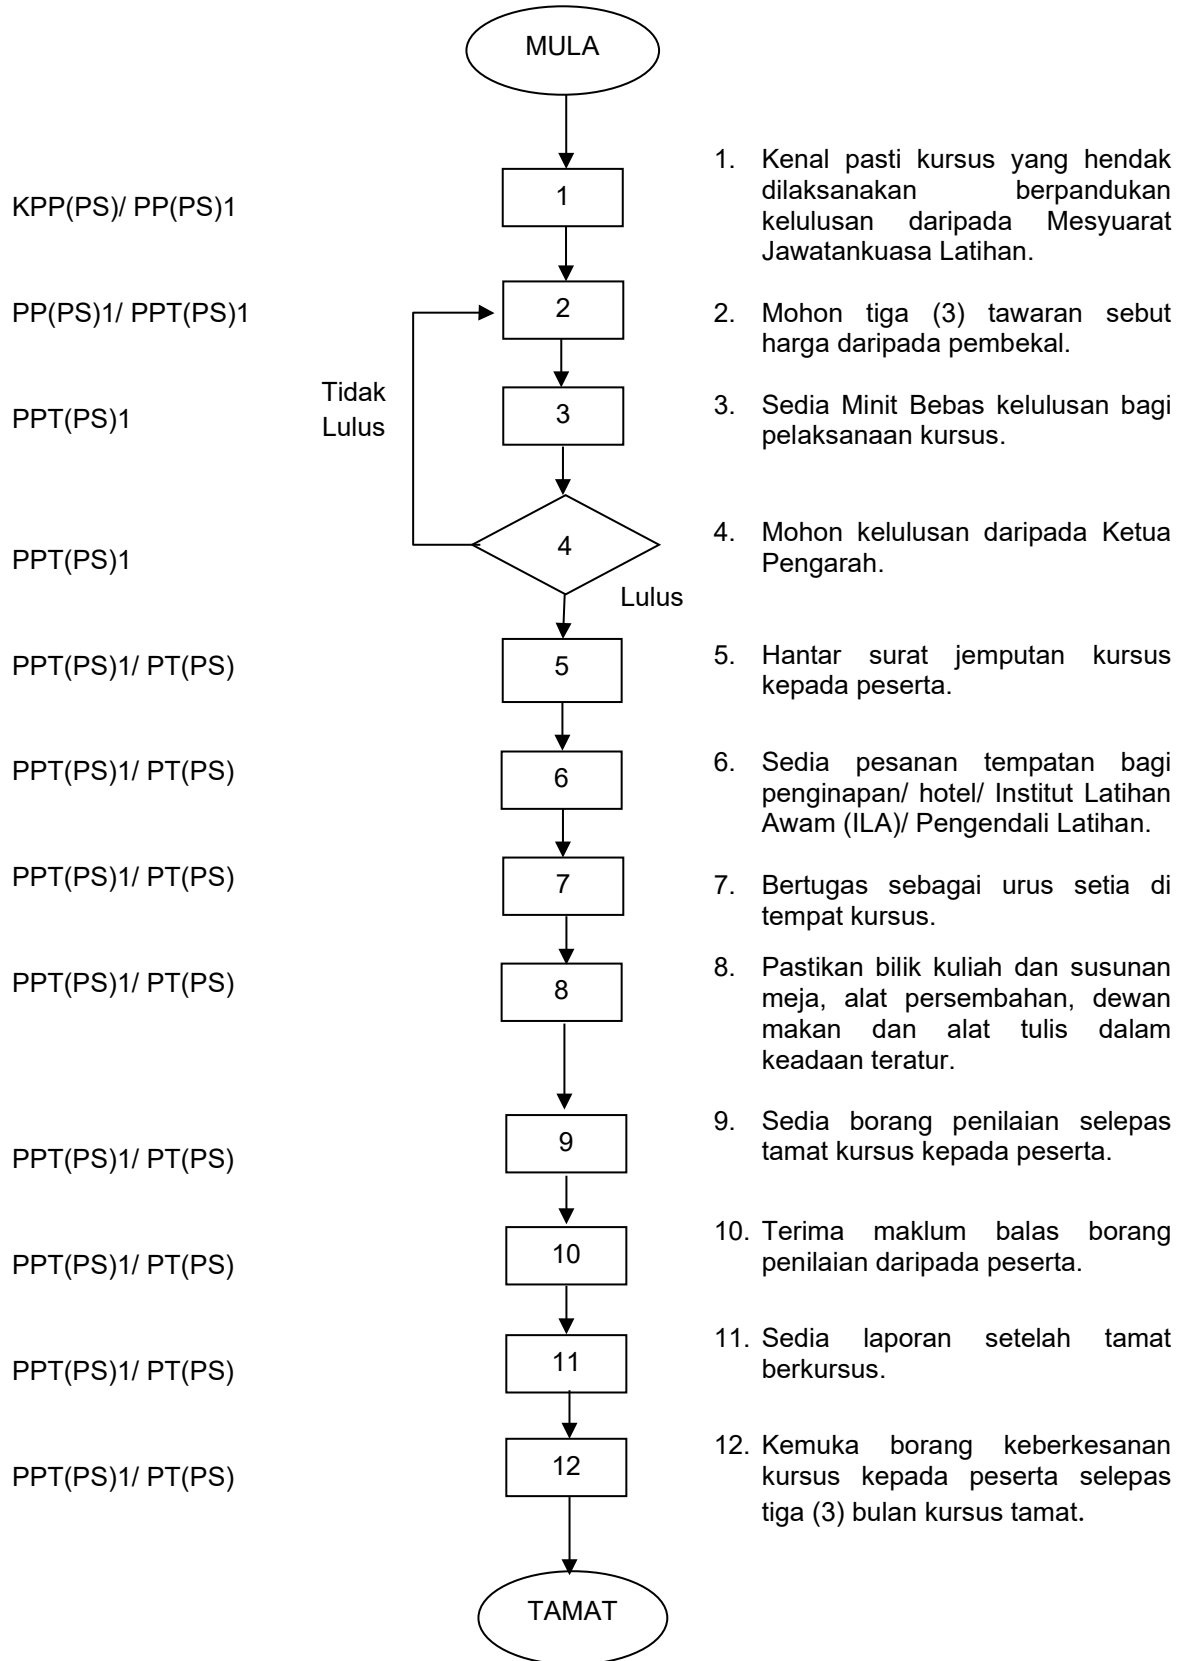 MULA
KPP(PS)/ PP(PS)1
1
1. Kenal pasti kursus yang hendak
dilaksanakan berpandukan
kelulusan daripada Mesyuarat
Jawatankuasa Latihan.
PP(PS)1/ PPT(PS)1
2
2. Mohon tiga (3) tawaran sebut
harga daripada pembekal.
Tidak
Lulus
PPT(PS)1
3
3. Sedia Minit Bebas kelulusan bagi
pelaksanaan kursus.
PPT(PS)1
4
4. Mohon kelulusan daripada Ketua
Pengarah.
Lulus
PPT(PS)1/ PT(PS)
5
5. Hantar surat jemputan kursus
kepada peserta.
PPT(PS)1/ PT(PS)
6
6. Sedia pesanan tempatan bagi
penginapan/ hotel/ Institut Latihan
Awam (ILA)/ Pengendali Latihan.
PPT(PS)1/ PT(PS)
7
7. Bertugas sebagai urus setia di
tempat kursus.
PPT(PS)1/ PT(PS)
8
8. Pastikan bilik kuliah dan susunan
meja, alat persembahan, dewan
makan dan alat tulis dalam
keadaan teratur.
PPT(PS)1/ PT(PS)
9
9. Sedia borang penilaian selepas
tamat kursus kepada peserta.
PPT(PS)1/ PT(PS)
10
10. Terima maklum balas borang
penilaian daripada peserta.
PPT(PS)1/ PT(PS)
11
11. Sedia laporan setelah tamat
berkursus.
PPT(PS)1/ PT(PS)
12
12. Kemuka borang keberkesanan
kursus kepada peserta selepas
tiga (3) bulan kursus tamat.
TAMAT